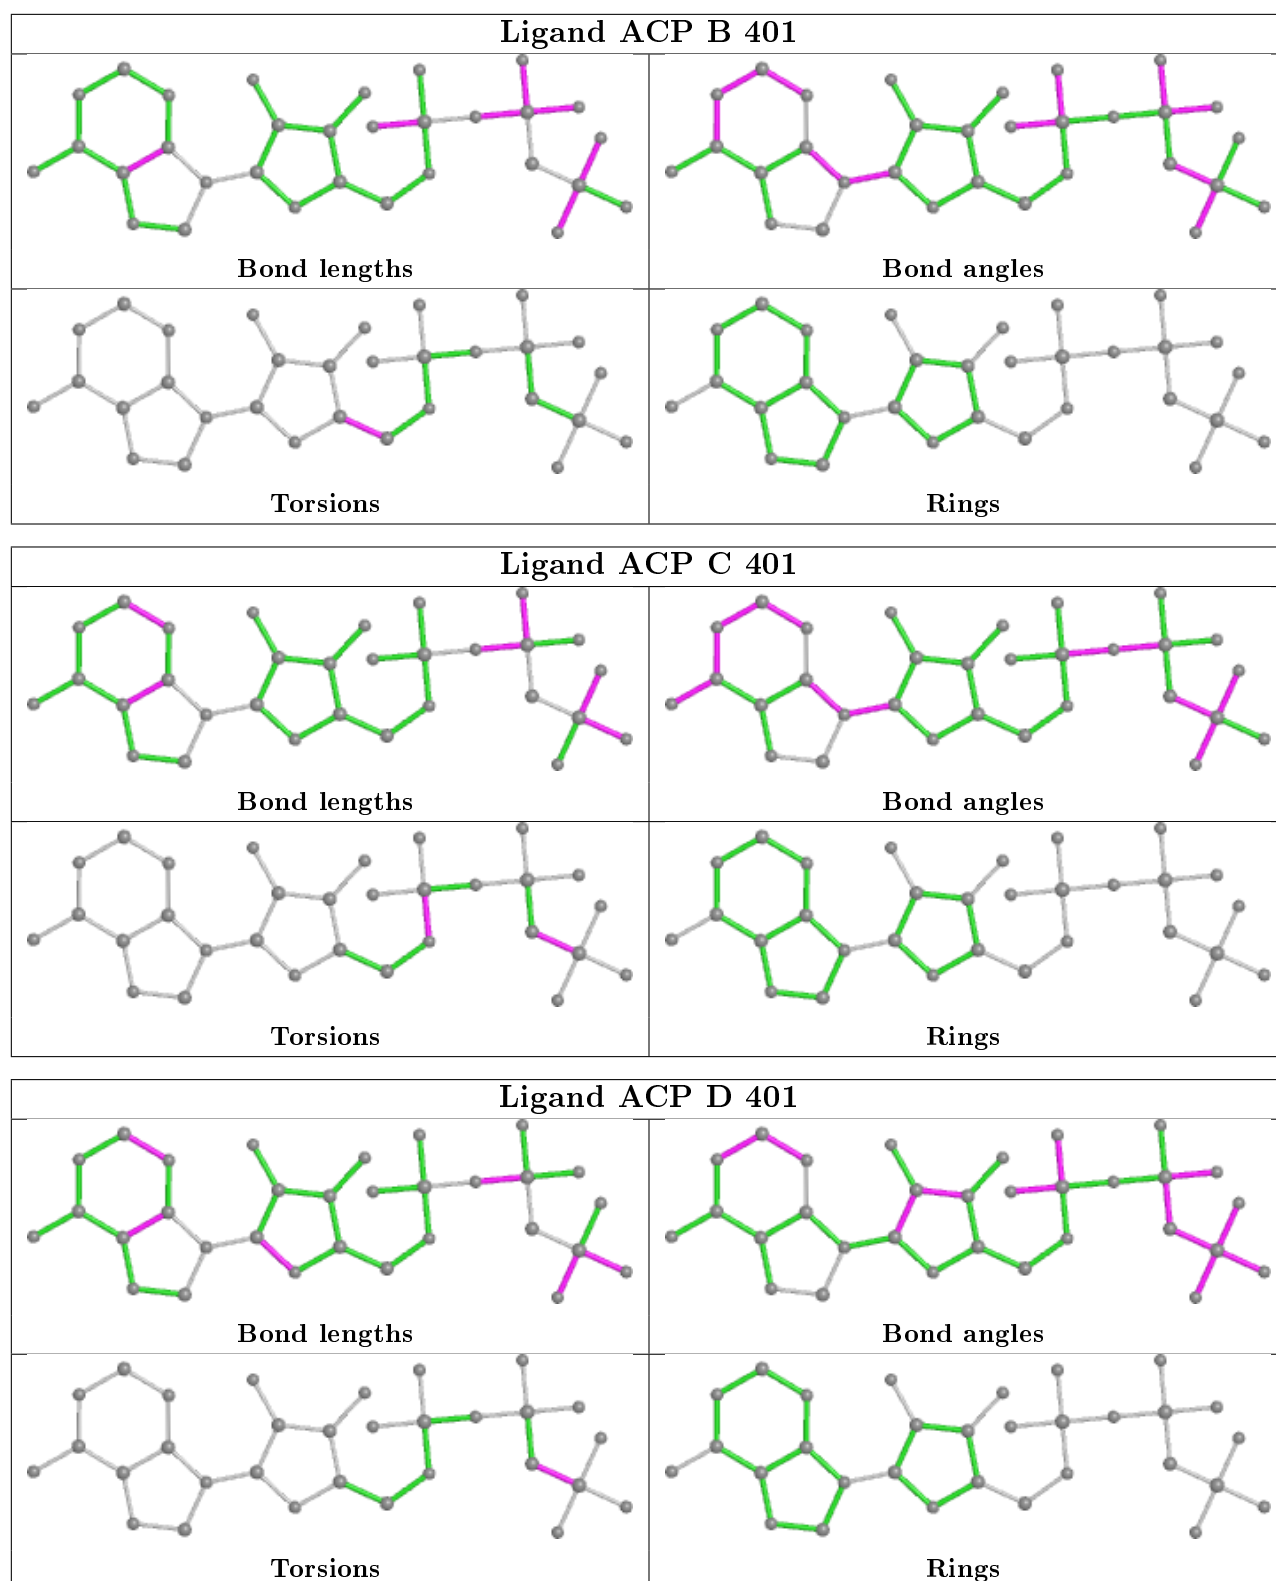 Ligand ACP B 401
Bond lengths
Bond angles
Torsions
Rings
Ligand ACP C 401
Bond lengths
Bond angles
Torsions
Rings
Ligand ACP D 401
Bond lengths
Bond angles
Torsions
Rings